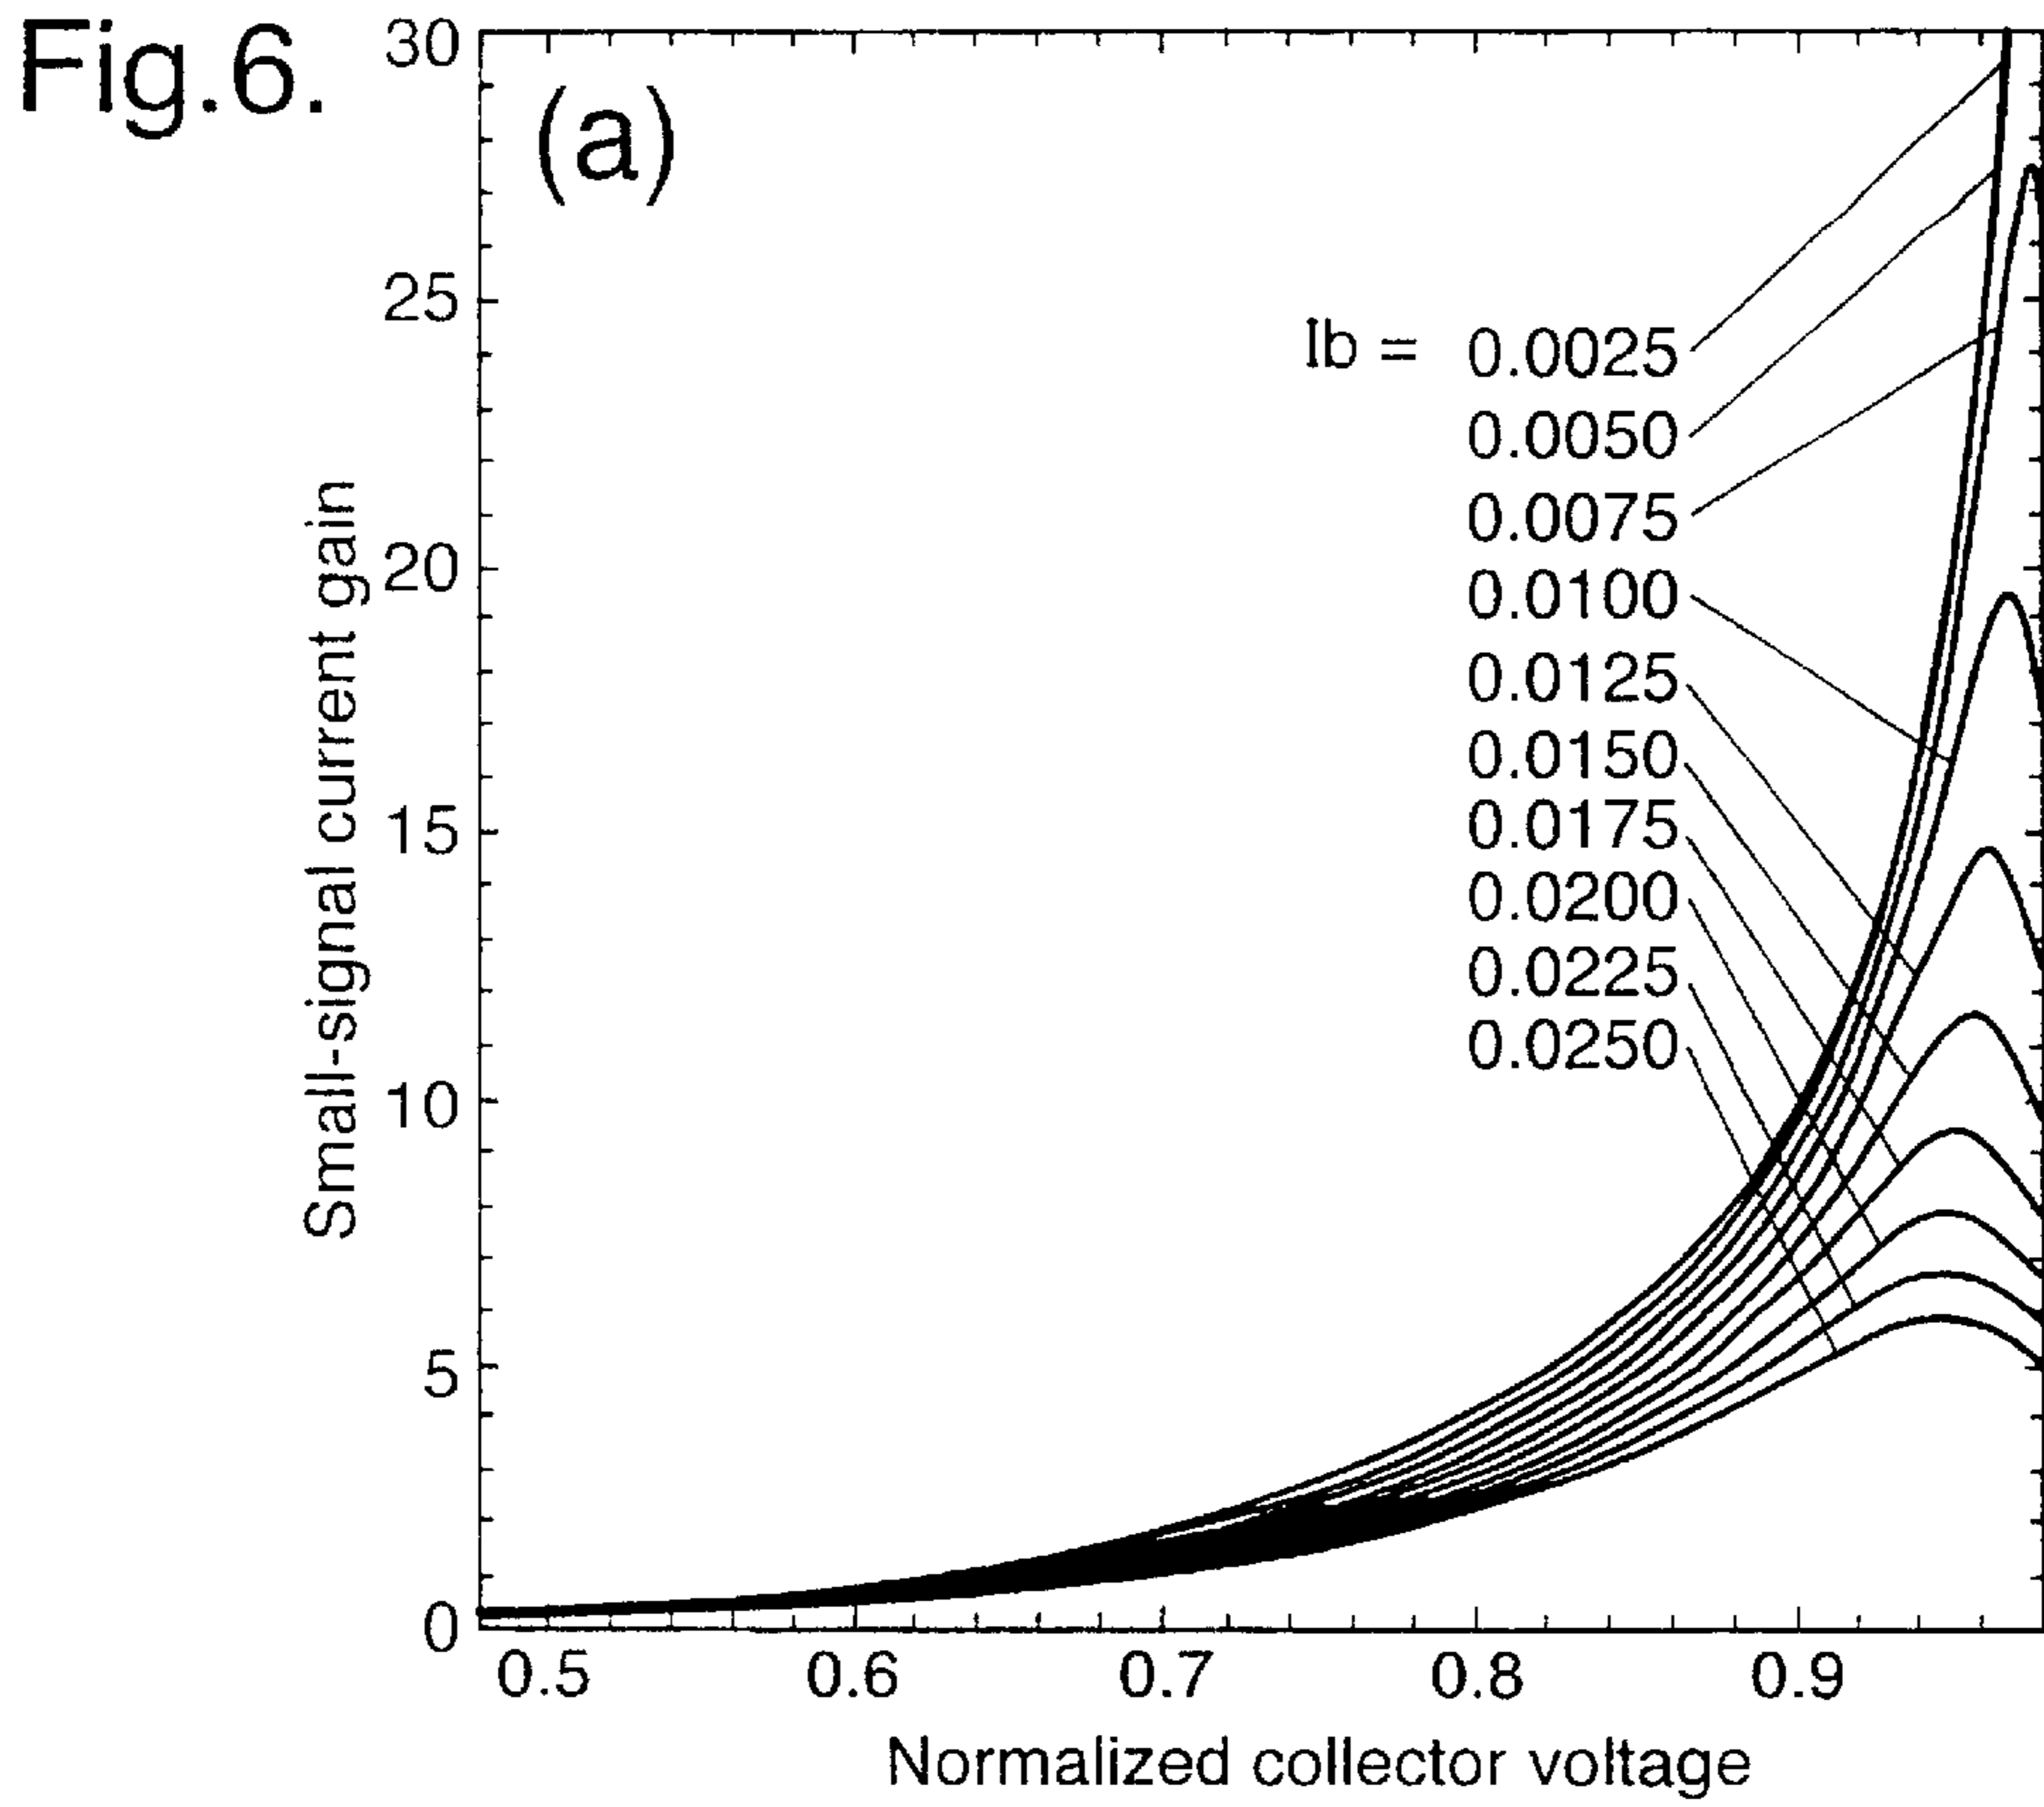 Fig.6.
(a)
30
25
20
15
10
5
0
Small-signal current gain
Ib = 0.0025
0.0050
0.0075
0.0100
0.0125
0.0150
0.0175
0.0200
0.0225
0.0250
0.5 0.6 0.7 0.8 0.9
Normalized collector voltage